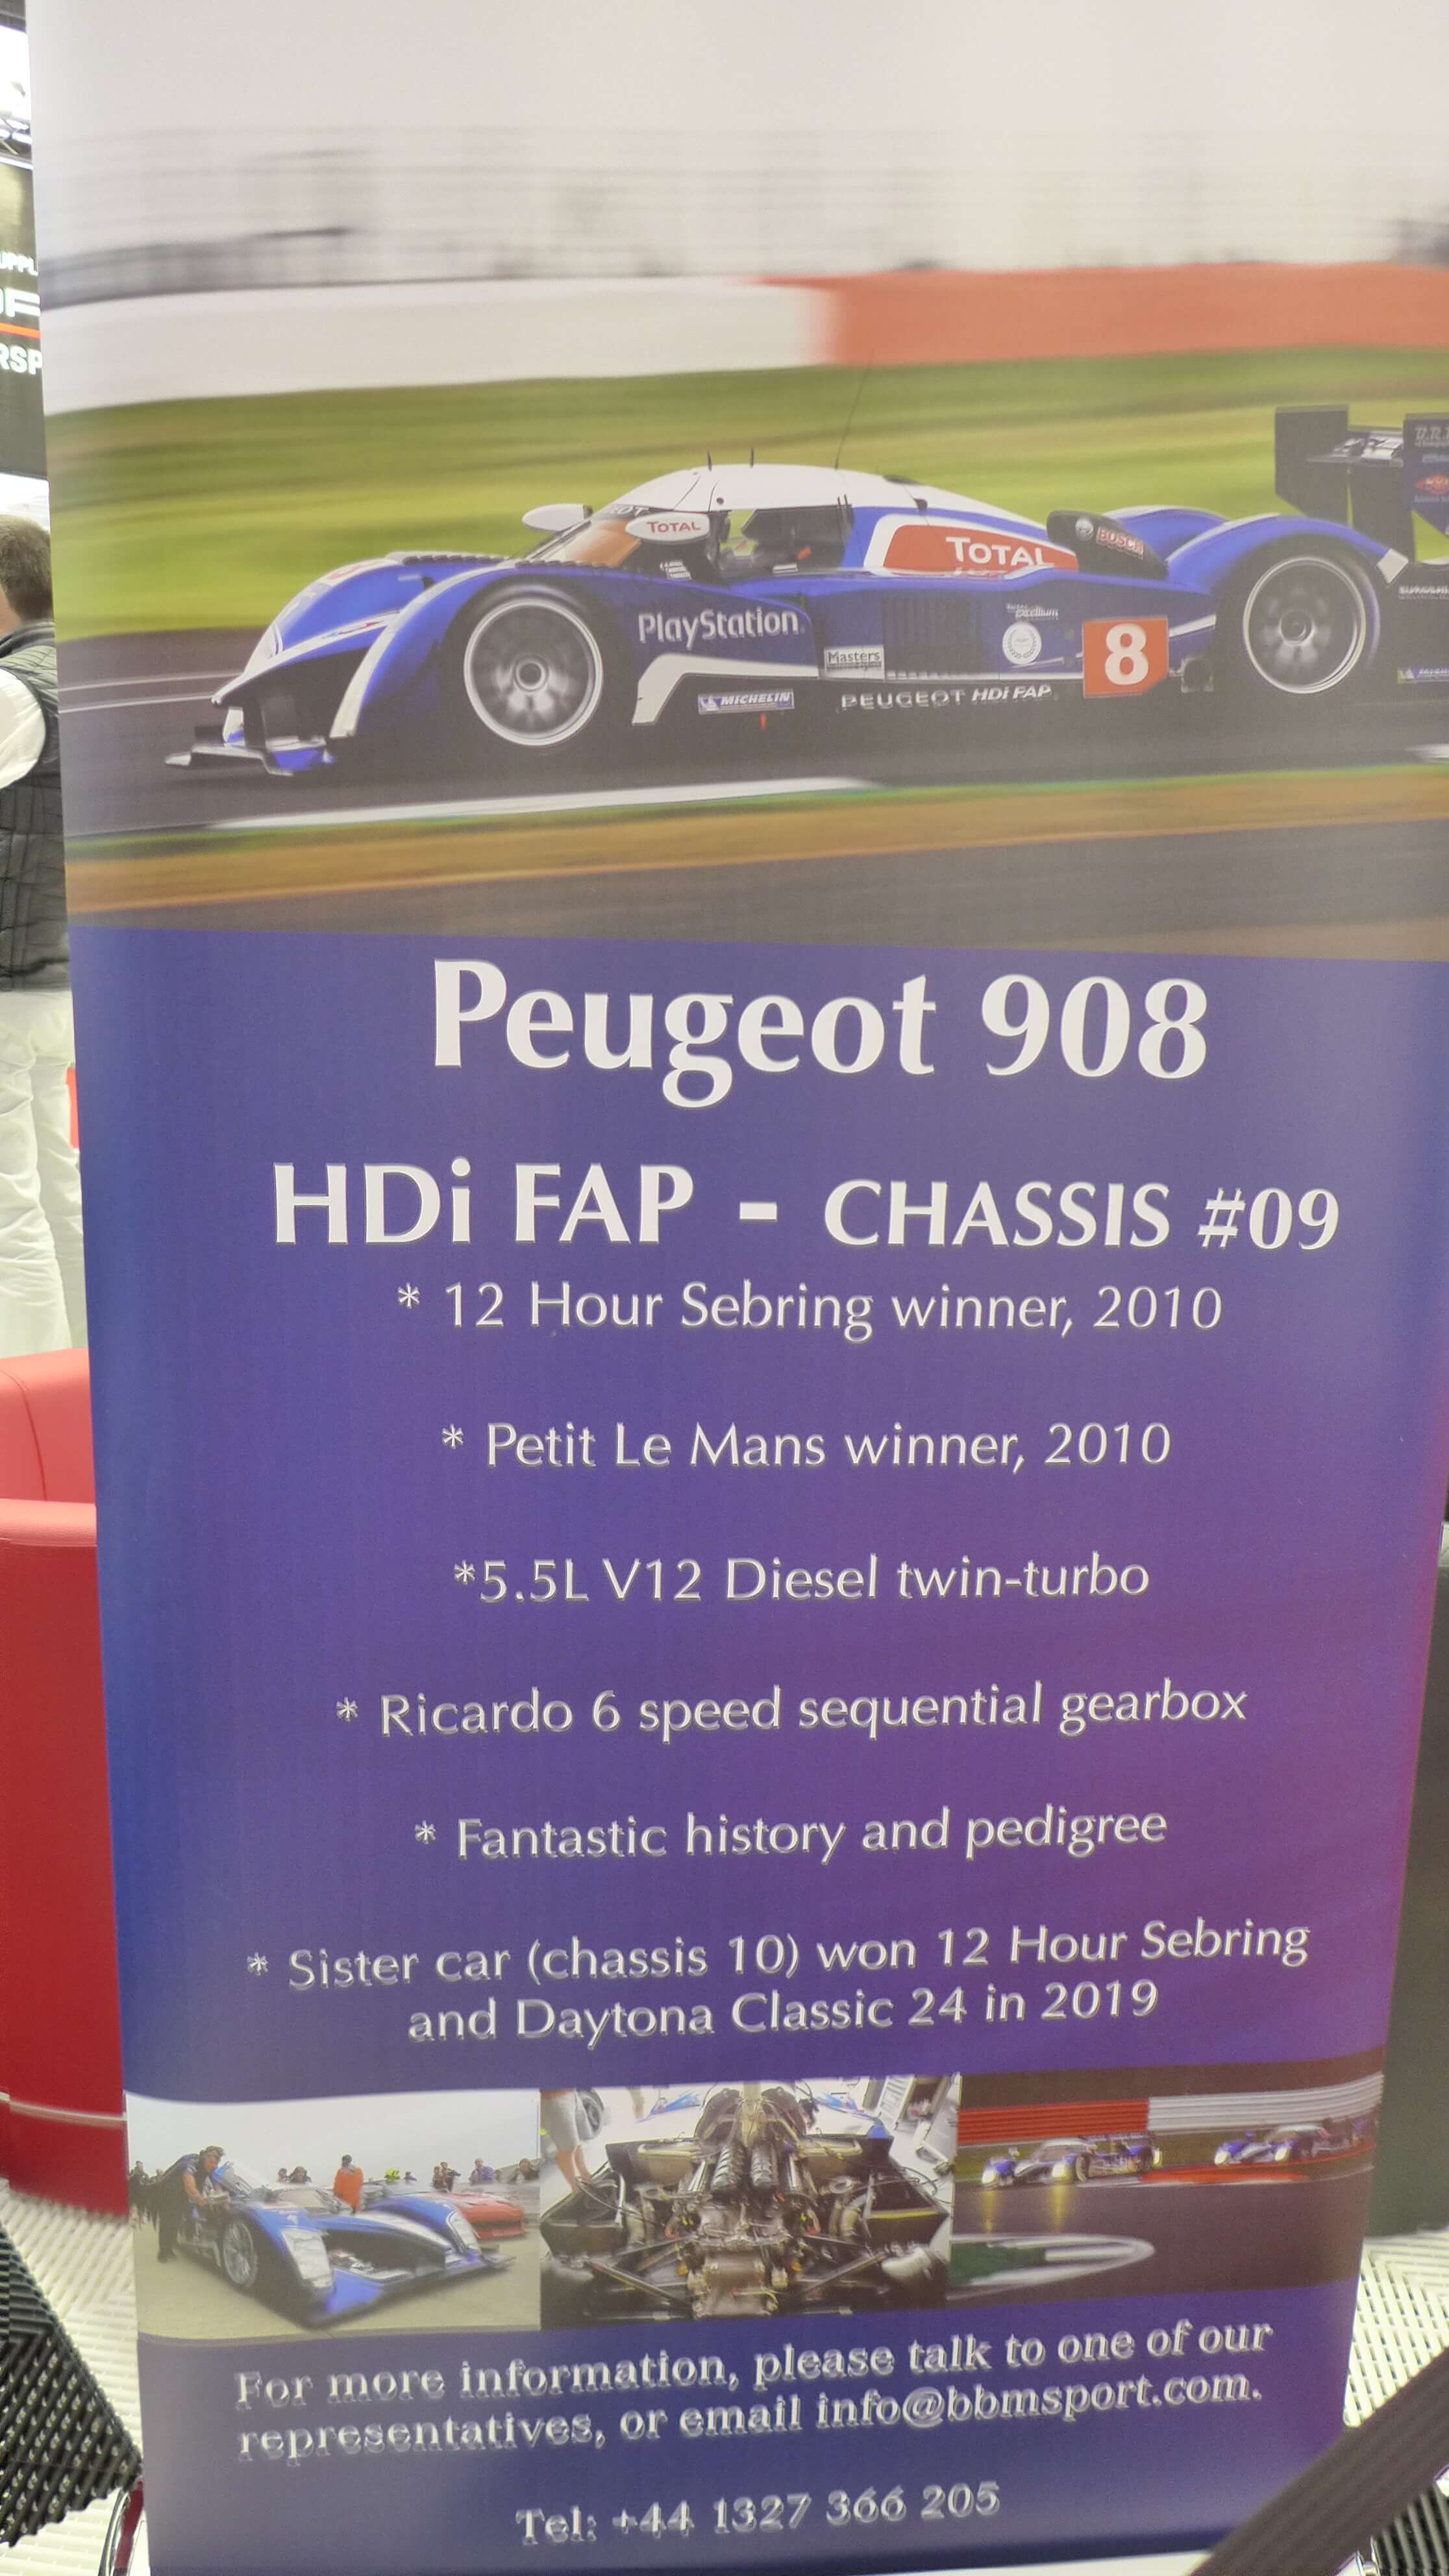 UPPL
RSP
TOTAL
TOTAL
BOSCH
PlayStation
Masters
8
MICHELIN
PEUGEOT HDi FAP
Peugeot 908
HDi FAP - CHASSIS #09
* 12 Hour Sebring winner, 2010
* Petit Le Mans winner, 2010
*5.5L V12 Diesel twin-turbo
* Ricardo 6 speed sequential gearbox
* Fantastic history and pedigree
* Sister car (chassis 10) won 12 Hour Sebring
and Daytona Classic 24 in 2019
For more information, please talk to one of our
representatives, or email info@bbmsport.com.
Tel: +44 1327 366 205